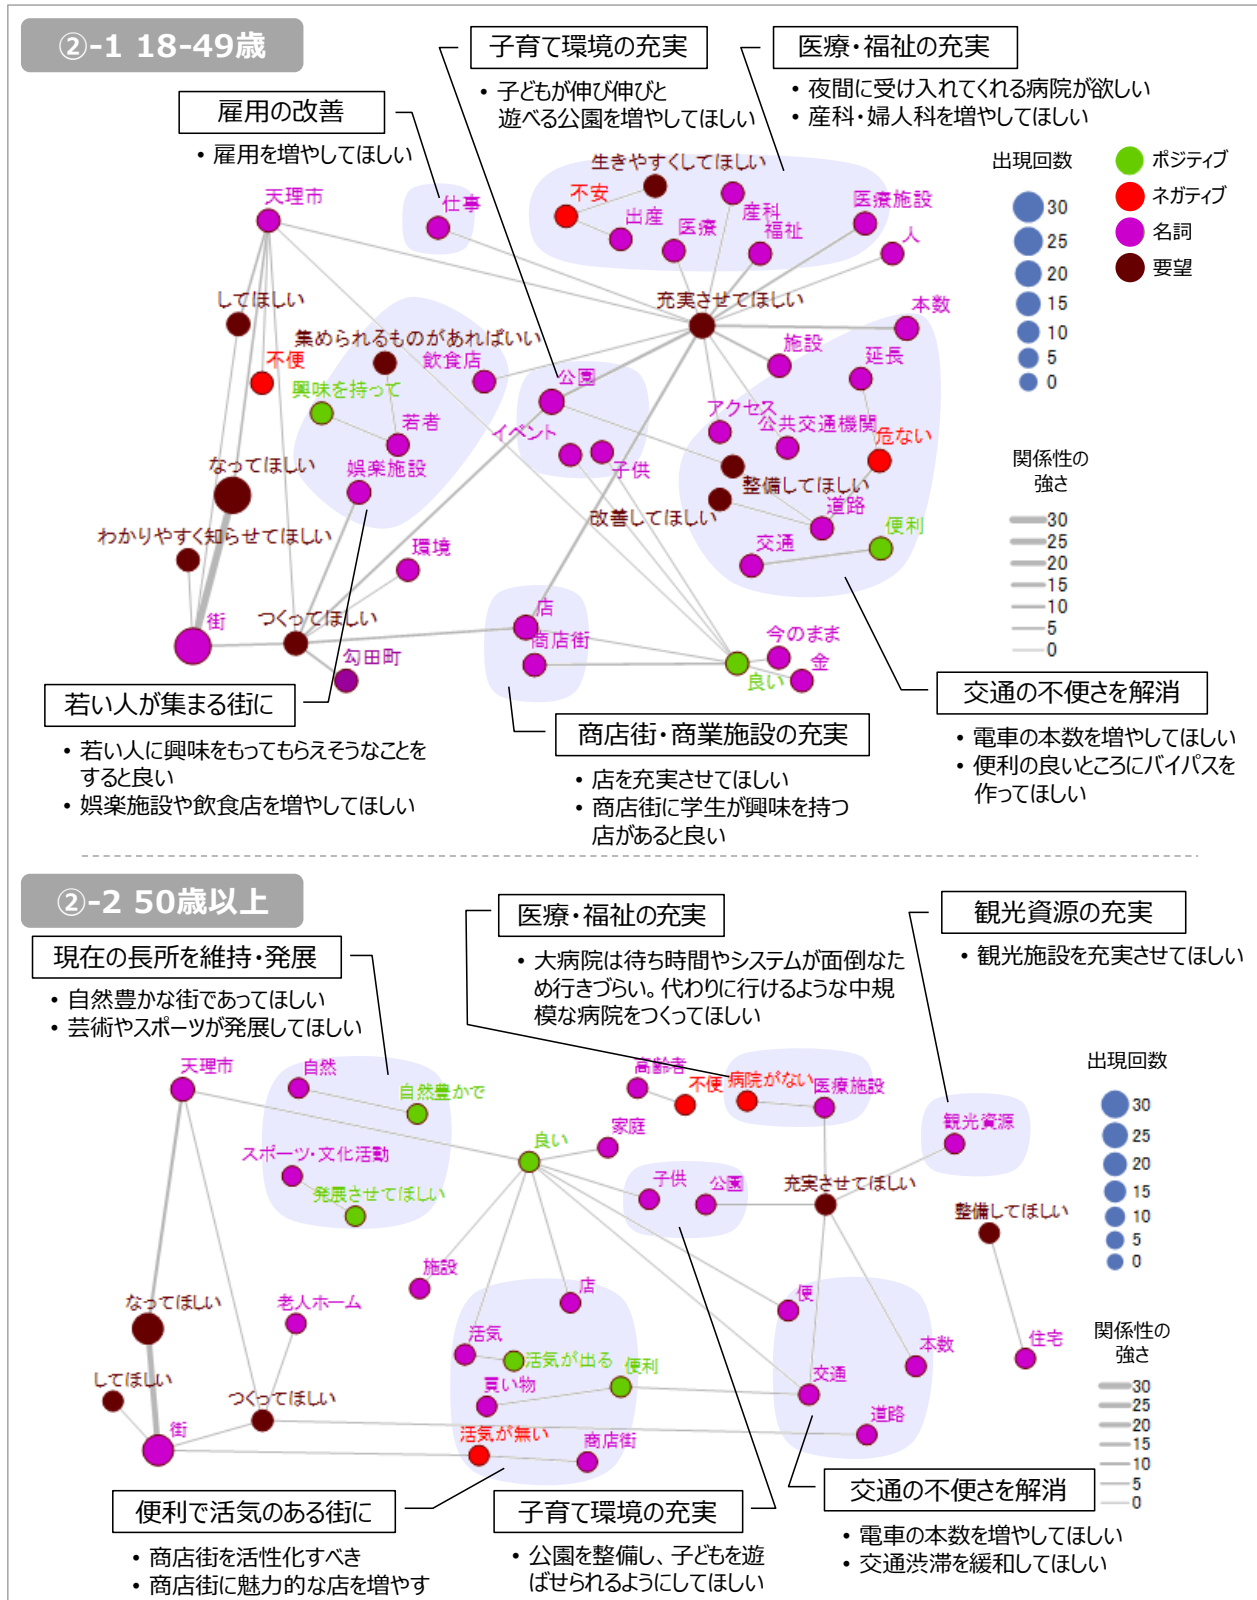 ②-1 18-49歳
子育て環境の充実
・子どもが伸び伸びと
遊べる公園を増やしてほしい
医療・福祉の充実
・夜間に受け入れてくれる病院が欲しい
・産科・婦人科を増やしてほしい
雇用の改善
・雇用を増やしてほしい
出現回数
30
25
20
15
10
5
0
ポジティブ
ネガティブ
名詞
要望
関係性の
強さ
30
25
20
15
10
5
0
天理市
仕事
生きやすくしてほしい
不安
出産
医療
産科
福祉
医療施設
人
してほしい
充実させてほしい
本数
不便
集められるものがあればいい
飲食店
施設
延長
興味を持って
若者
公園
アクセス
公共交通機関
危ない
イベント
子供
なってほしい
娯楽施設
整備してほしい
改善してほしい
道路
わかりやすく知らせてほしい
環境
交通
便利
街
つくってほしい
店
商店街
今のまま
金
良い
勾田町
若い人が集まる街に
・若い人に興味をもってもらえそうなことを
すると良い
・娯楽施設や飲食店を増やしてほしい
商店街・商業施設の充実
・店を充実させてほしい
・商店街に学生が興味を持つ
店があると良い
交通の不便さを解消
・電車の本数を増やしてほしい
・便利の良いところにバイパスを
作ってほしい
②-2 50歳以上
現在の長所を維持・発展
・自然豊かな街であってほしい
・芸術やスポーツが発展してほしい
医療・福祉の充実
・大病院は待ち時間やシステムが面倒なた
め行きづらい。代わりに行けるような中規
模な病院をつくってほしい
観光資源の充実
・観光施設を充実させてほしい
出現回数
30
25
20
15
10
5
0
関係性の
強さ
30
25
20
15
10
5
0
天理市
自然
自然豊かで
高齢者
不便
病院がない
医療施設
観光資源
スポーツ・文化活動
発展させてほしい
良い
家庭
子供
公園
充実させてほしい
整備してほしい
施設
店
便
なってほしい
老人ホーム
活気
活気が出る
便利
買い物
交通
本数
住宅
してほしい
つくってほしい
街
活気が無い
商店街
道路
便利で活気のある街に
・商店街を活性化すべき
・商店街に魅力的な店を増やす
子育て環境の充実
・公園を整備し、子どもを遊
ばせられるようにしてほしい
交通の不便さを解消
・電車の本数を増やしてほしい
・交通渋滞を緩和してほしい